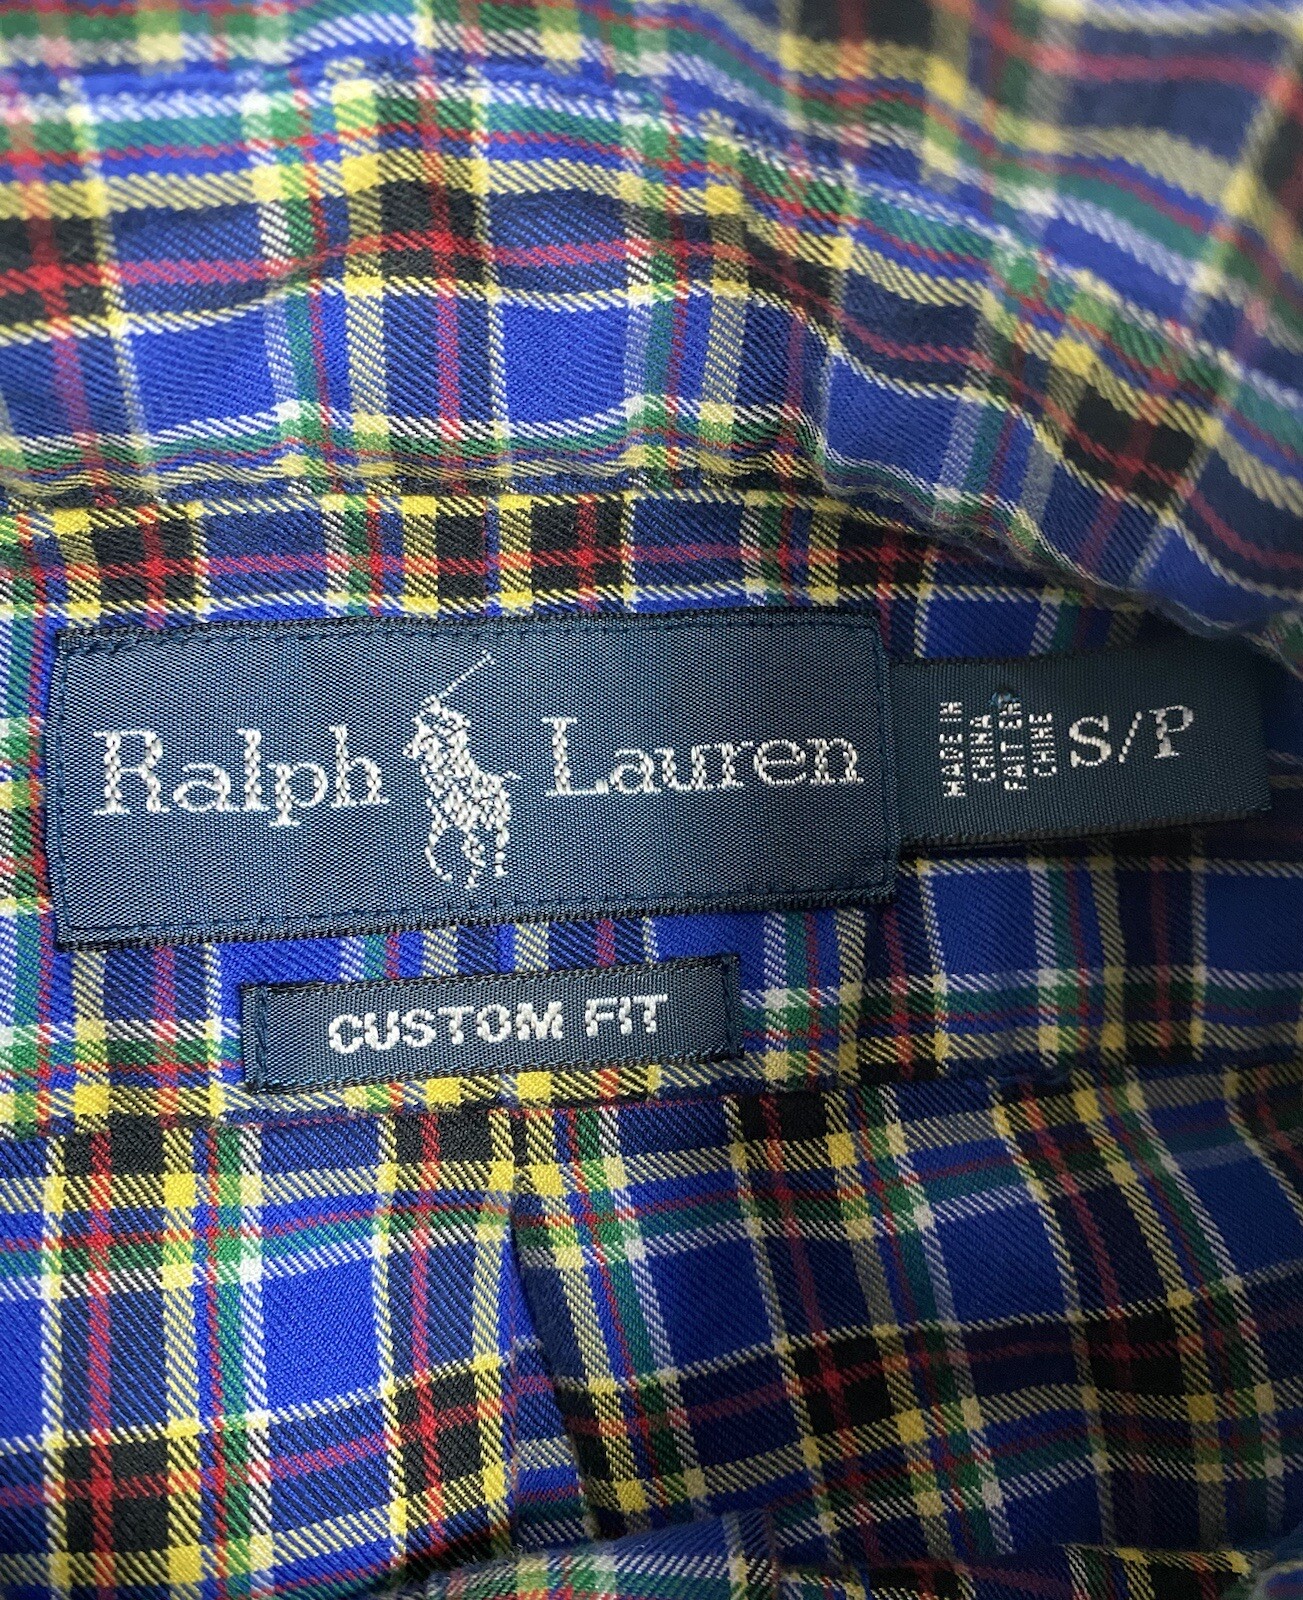 Ralph Lauren
MADE IN
CHINA
FAIT EN
CHINE
S/P
CUSTOM FIT